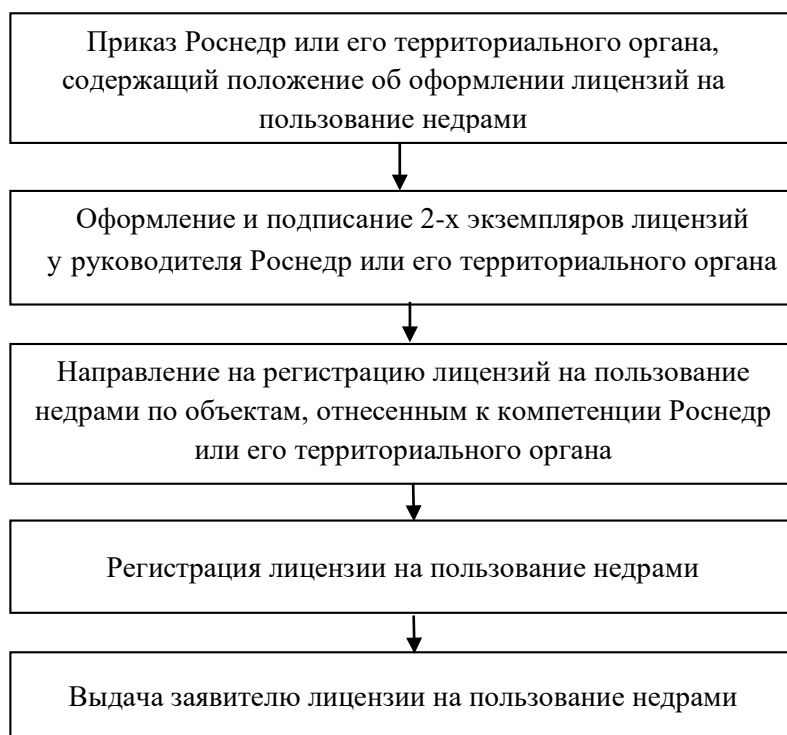 Приказ Роснедр или его территориального органа,
содержащий положение об оформлении лицензий на
пользование недрами
Оформление и подписание 2-х экземпляров лицензий
у руководителя Роснедр или его территориального органа
Направление на регистрацию лицензий на пользование
недрами по объектам, отнесенным к компетенции Роснедр
или его территориального органа
Регистрация лицензии на пользование недрами
Выдача заявителю лицензии на пользование недрами